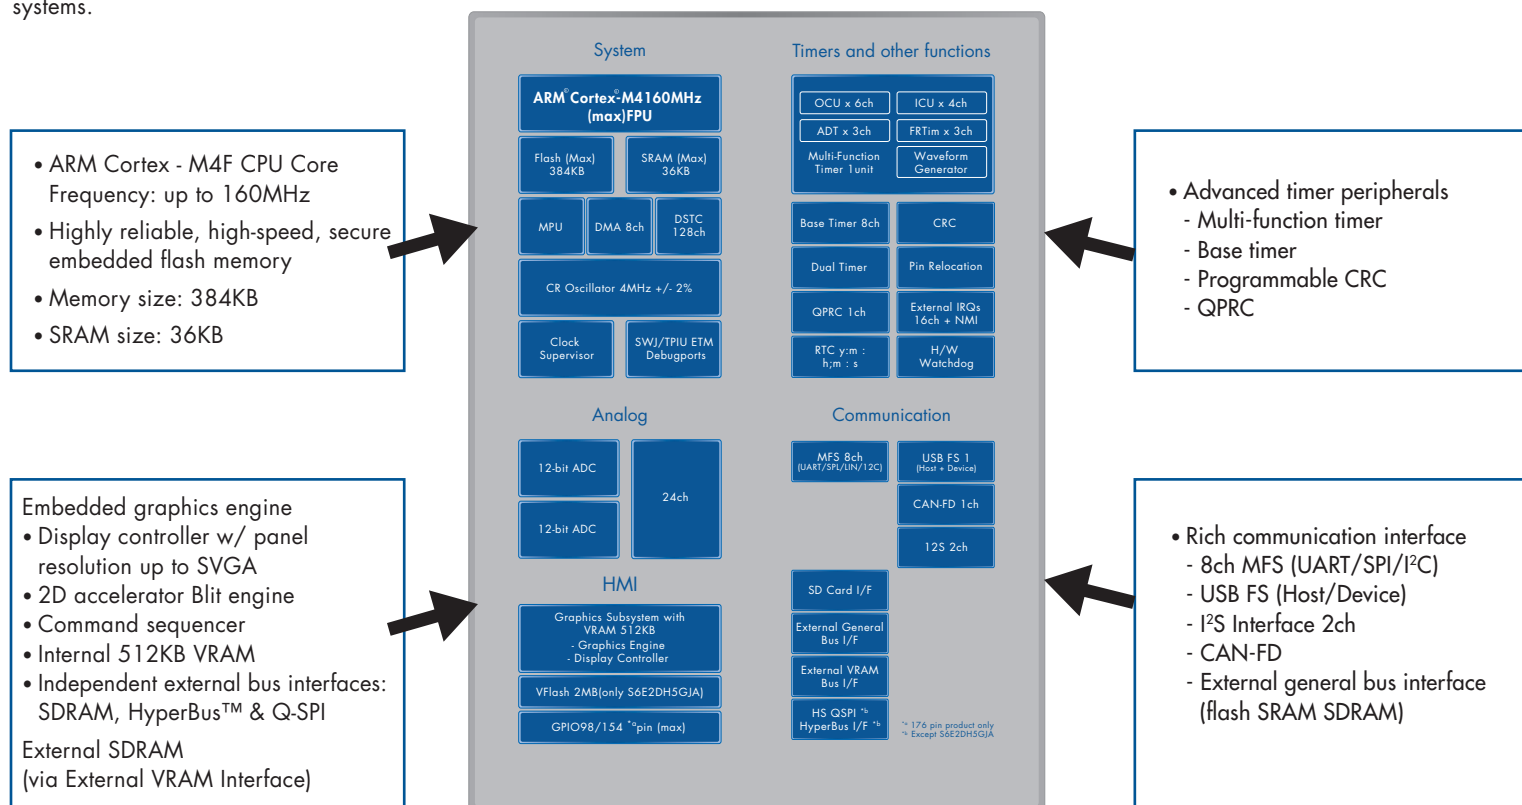 systems.
System
ARM® Cortex®-M4160MHz
(max)FPU
Flash (Max)
384KB
SRAM (Max)
36KB
MPU
DMA 8ch
DSTC
128ch
CR Oscillator 4MHz +/- 2%
Clock
Supervisor
SWJ/TPIU ETM
Debugports
Timers and other functions
OCU x 6ch
ICU x 4ch
ADT x 3ch
FRTim x 3ch
Multi-Function
Timer 1unit
Waveform
Generator
Base Timer 8ch
CRC
Dual Timer
Pin Relocation
QPRC 1ch
External IRQs
16ch + NMI
RTC y:m :
h;m : s
H/W
Watchdog
• ARM Cortex - M4F CPU Core
Frequency: up to 160MHz
• Highly reliable, high-speed, secure
embedded flash memory
• Memory size: 384KB
• SRAM size: 36KB
• Advanced timer peripherals
- Multi-function timer
- Base timer
- Programmable CRC
- QPRC
Analog
12-bit ADC
12-bit ADC
24ch
HMI
Graphics Subsystem with
VRAM 512KB
- Graphics Engine
- Display Controller
VFlash 2MB(only S6E2DH5GJA)
GPIO98/154 *ᵃpin (max)
Communication
MFS 8ch
(UART/SPL/LIN/12C)
USB FS 1
(Host + Device)
CAN-FD 1ch
12S 2ch
SD Card I/F
External General
Bus I/F
External VRAM
Bus I/F
HS QSPI *ᵇ
HyperBus I/F *ᵇ
*ᵃ 176 pin product only
*ᵇ Except S6E2DH5GJA
Embedded graphics engine
• Display controller w/ panel
resolution up to SVGA
• 2D accelerator Blit engine
• Command sequencer
• Internal 512KB VRAM
• Independent external bus interfaces:
SDRAM, HyperBus™ & Q-SPI
External SDRAM
(via External VRAM Interface)
• Rich communication interface
- 8ch MFS (UART/SPI/I²C)
- USB FS (Host/Device)
- I²S Interface 2ch
- CAN-FD
- External general bus interface
(flash SRAM SDRAM)